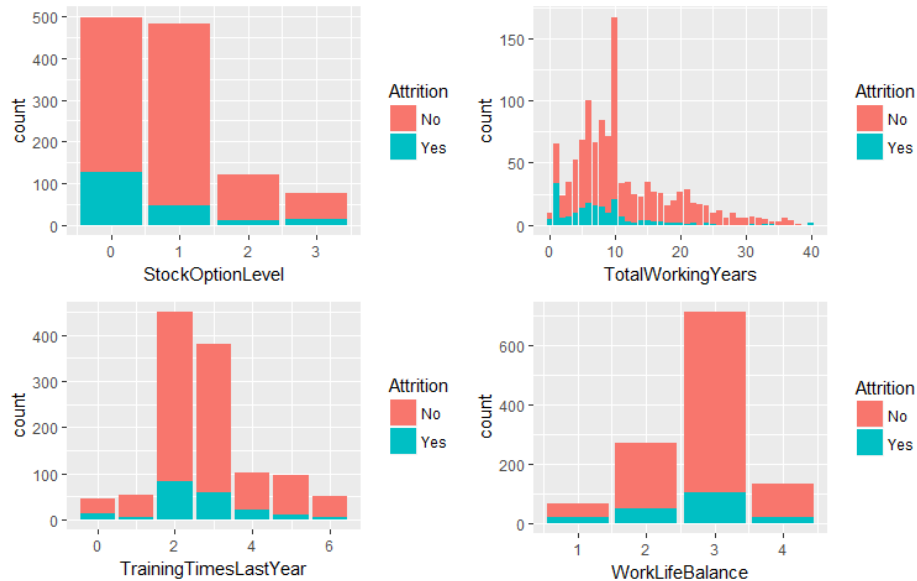 500
400
300
200
100
0
count
0 1 2 3
StockOptionLevel
Attrition
No
Yes
150
100
50
0
count
0 10 20 30 40
TotalWorkingYears
Attrition
No
Yes
400
300
200
100
0
count
0 2 4 6
TrainingTimesLastYear
Attrition
No
Yes
600
400
200
0
count
1 2 3 4
WorkLifeBalance
Attrition
No
Yes